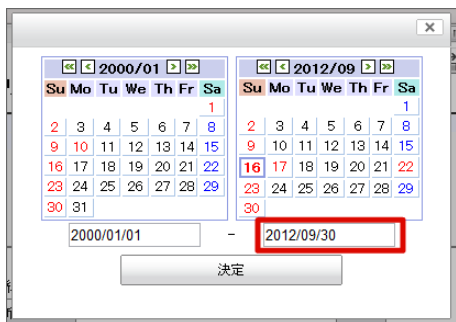 2000/01 2012/09
Su Mo Tu We Th Fr Sa Su Mo Tu We Th Fr Sa
1 1
2 3 4 5 6 7 8 2 3 4 5 6 7 8
9 10 11 12 13 14 15 9 10 11 12 13 14 15
16 17 18 19 20 21 22 16 17 18 19 20 21 22
23 24 25 26 27 28 29 23 24 25 26 27 28 29
30 31 30
2000/01/01 – 2012/09/30
決定